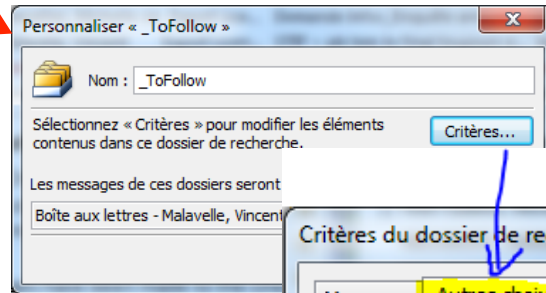 Personnaliser « _ToFollow »
Nom : _ToFollow
Sélectionnez « Critères » pour modifier les éléments
contenus dans ce dossier de recherche.
Critères...
Les messages de ces dossiers seront
Boîte aux lettres - Malavelle, Vincent
Critères du dossier de re